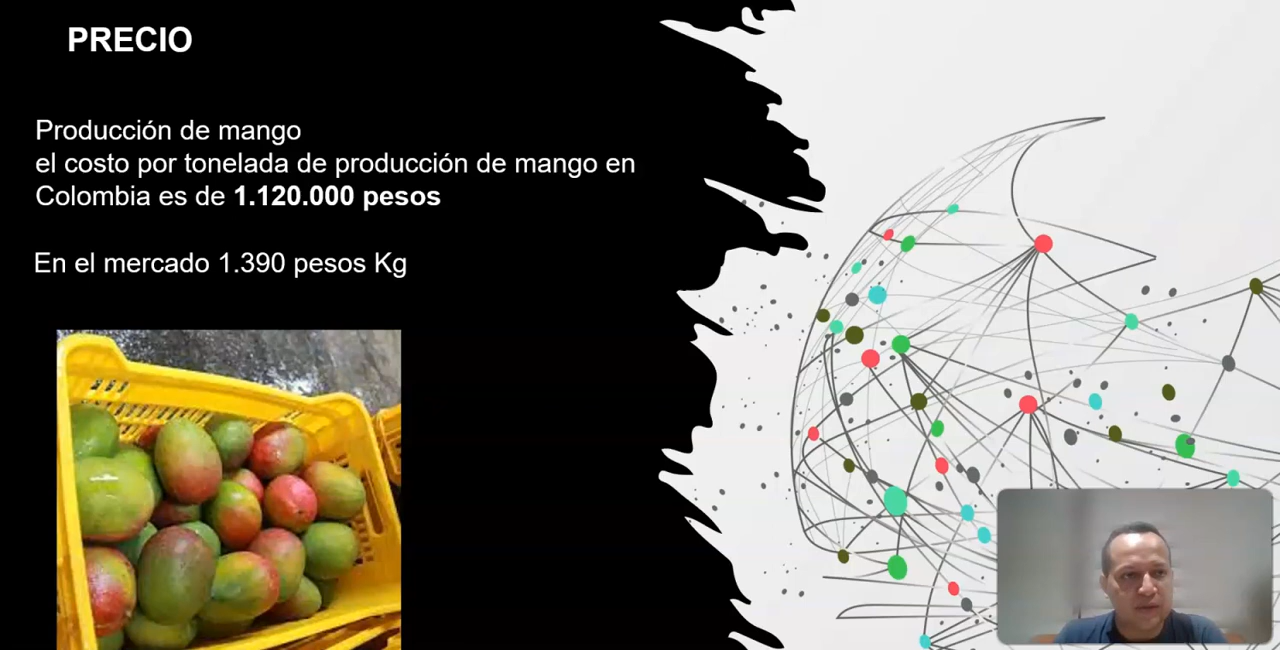 PRECIO
Producción de mango
el costo por tonelada de producción de mango en
Colombia es de 1.120.000 pesos
En el mercado 1.390 pesos Kg